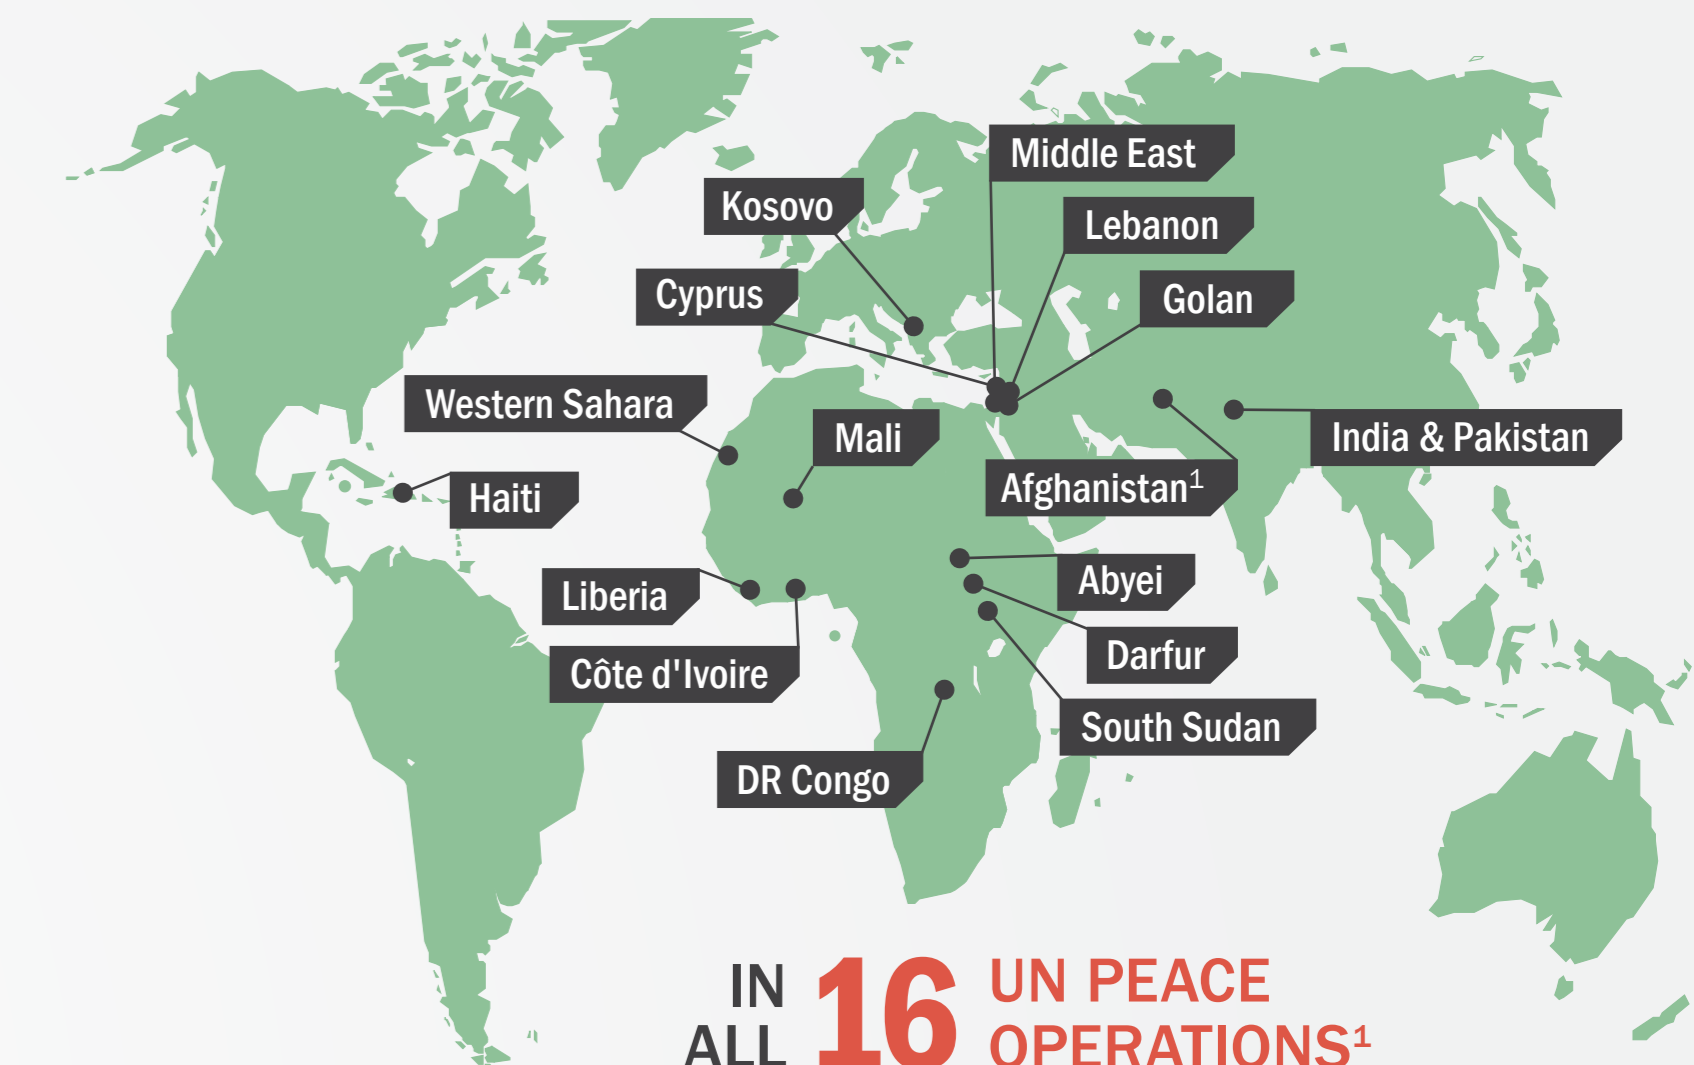 Middle East
Kosovo
Lebanon
Cyprus
Golan
Western Sahara
Mali
India & Pakistan
Haiti
Afghanistan¹
Abyei
Liberia
Darfur
Côte d'Ivoire
South Sudan
DR Congo
IN ALL 16 UN PEACE OPERATIONS¹